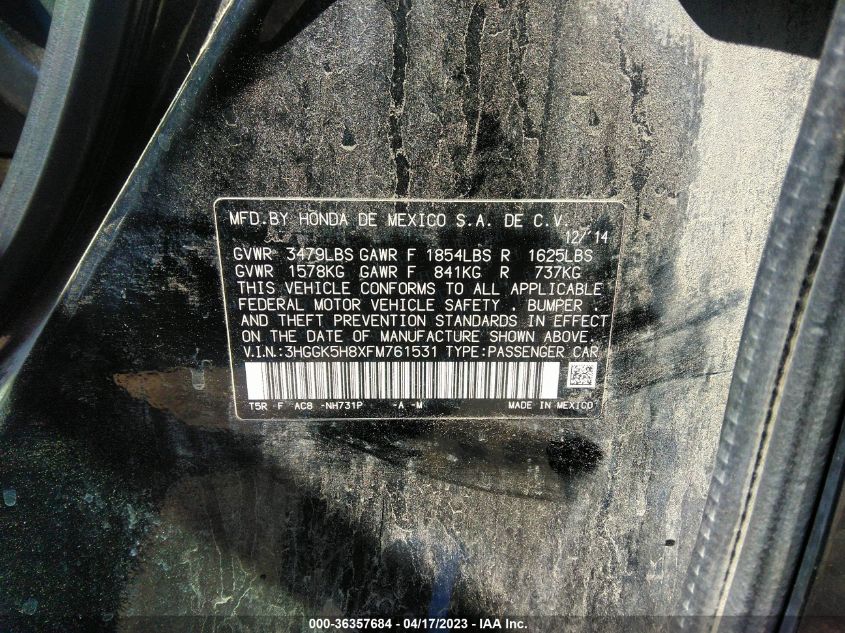 MFD.BY HONDA DE MEXICO S.A. DE C.V.
12/14
GVWR 3479LBS GAWR F 1854LBS R 1625LBS
GVWR 1578KG GAWR F 841KG R 737KG
THIS VEHICLE CONFORMS TO ALL APPLICABLE
FEDERAL MOTOR VEHICLE SAFETY , BUMPER ,
AND THEFT PREVENTION STANDARDS IN EFFECT
ON THE DATE OF MANUFACTURE SHOWN ABOVE.
V.I.N:3HGGK5H8XFM761531 TYPE:PASSENGER CAR
T5R -F AC8 -NH731P -A -M MADE IN MEXICO
000-36357684 - 04/17/2023 - IAA Inc.